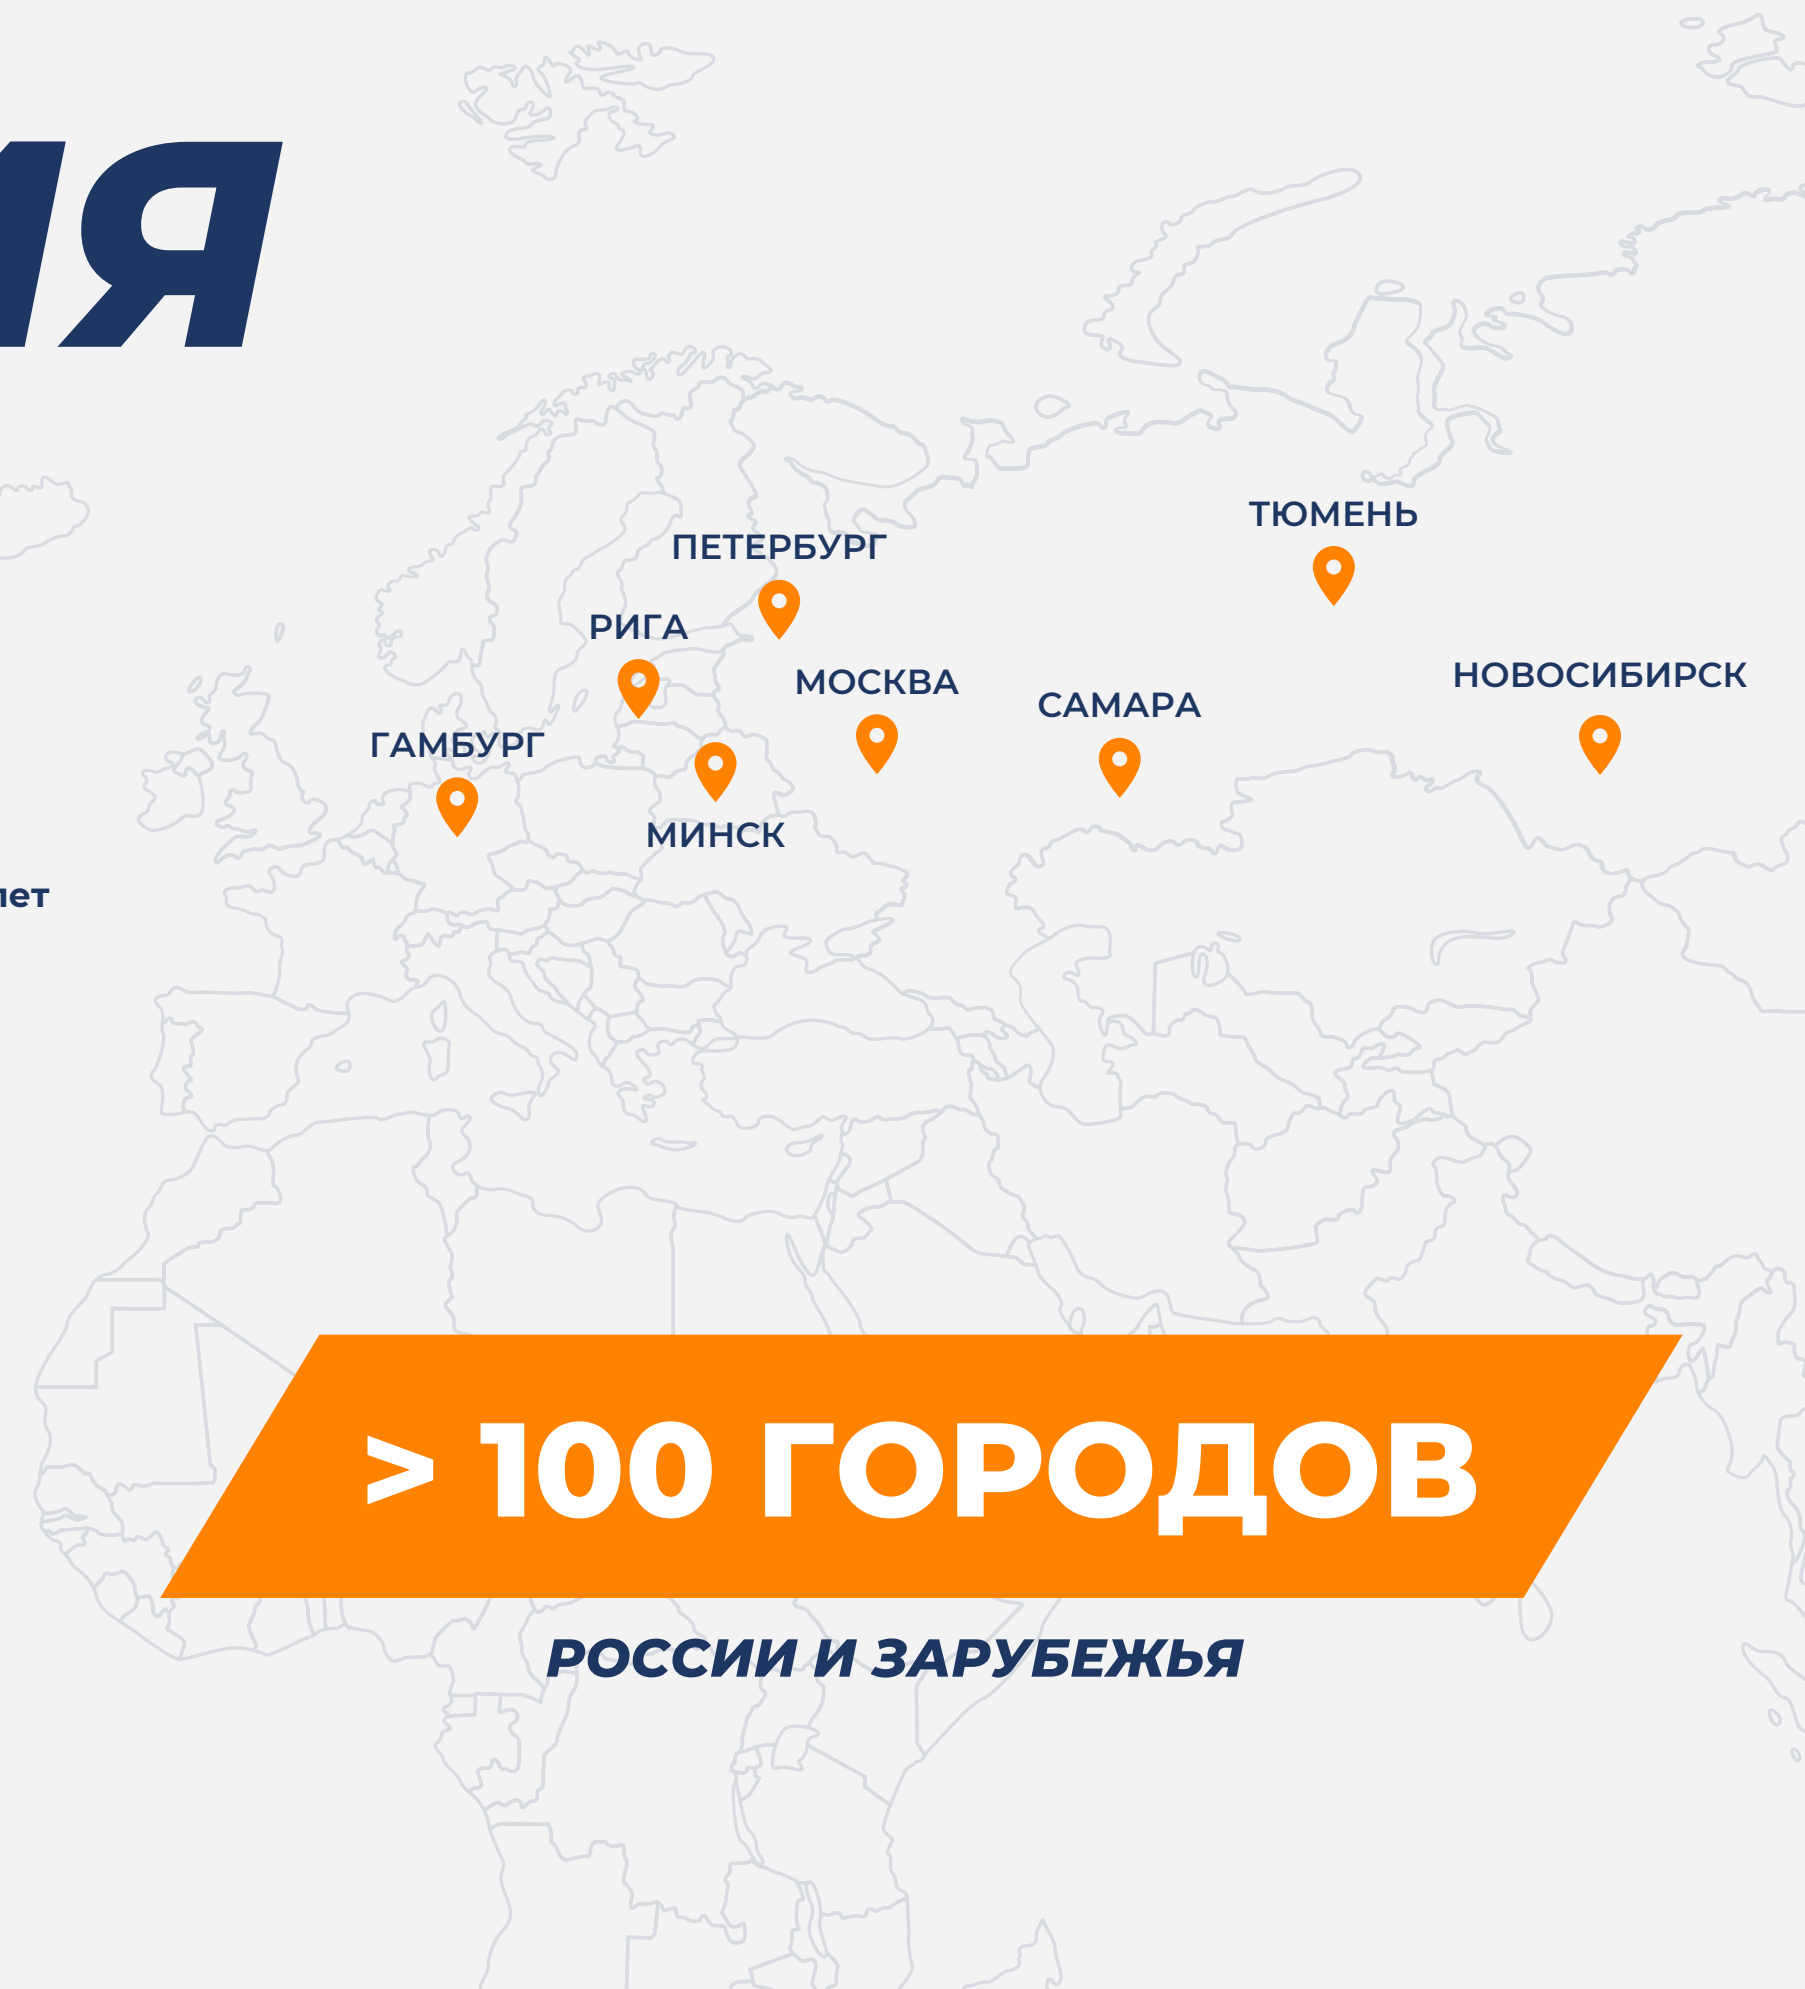 ТЮМЕНЬ
ПЕТЕРБУРГ
РИГА
МОСКВА
НОВОСИБИРСК
САМАРА
ГАМБУРГ
МИНСК
> 100 ГОРОДОВ
РОССИИ И ЗАРУБЕЖЬЯ